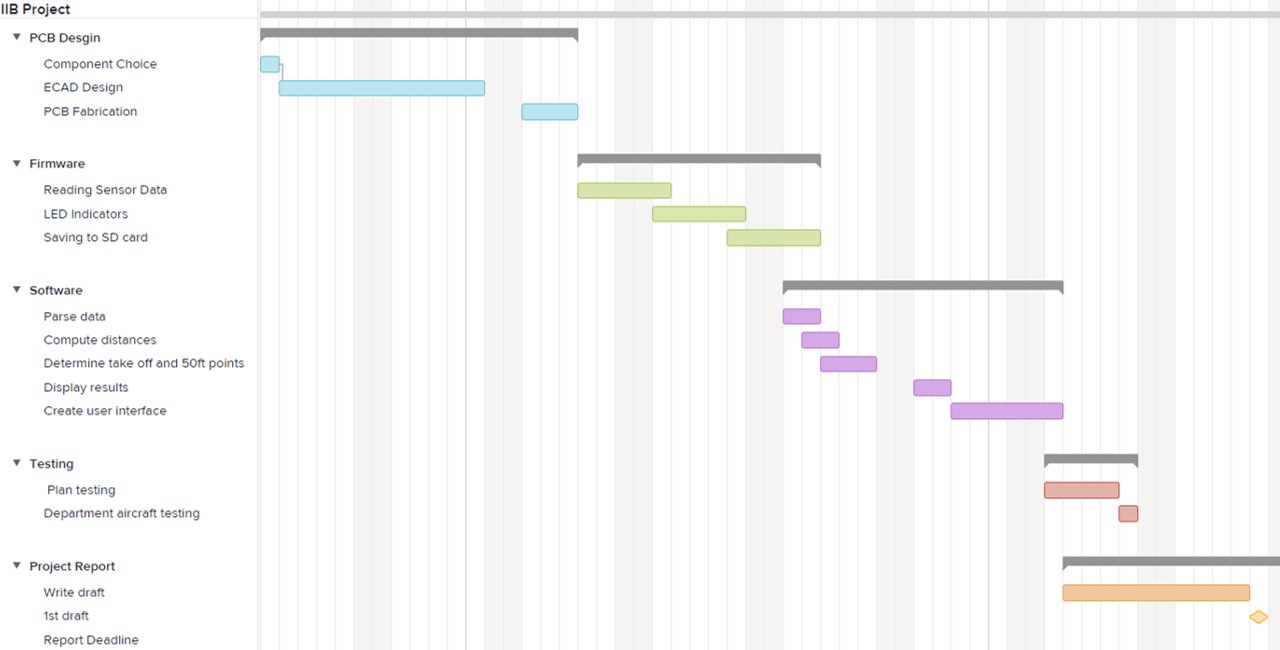 IIB Project
PCB Desgin
Component Choice
ECAD Design
PCB Fabrication
Firmware
Reading Sensor Data
LED Indicators
Saving to SD card
Software
Parse data
Compute distances
Determine take off and 50ft points
Display results
Create user interface
Testing
Plan testing
Department aircraft testing
Project Report
Write draft
1st draft
Report Deadline